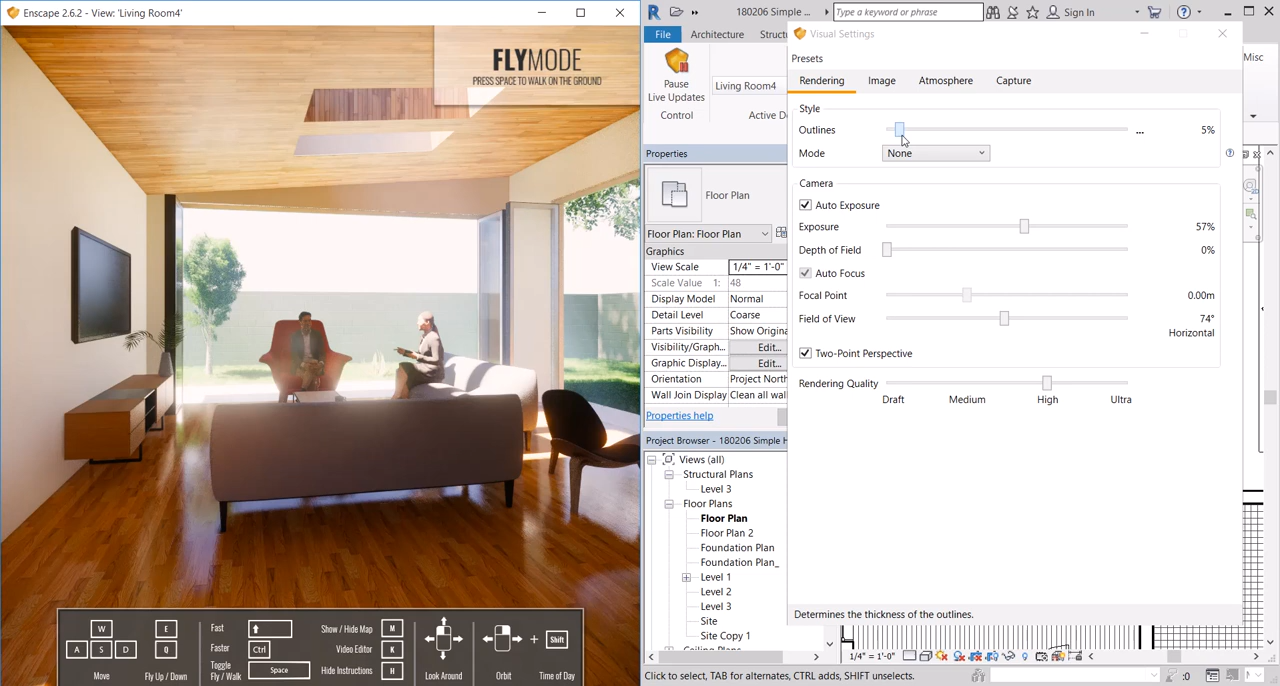 Enscape 2.6.2 - View: 'Living Room4'
FLYMODE
PRESS SPACE TO WALK ON THE GROUND
W
E
A
S
D
Q
Move
Fly Up / Down
Fast
Faster
Ctrl
Toggle
Fly / Walk
Space
Show / Hide Map
M
Video Editor
K
Hide Instructions
H
Look Around
+
Shift
Orbit
Time of Day
180206 Simple ...
Type a keyword or phrase
Sign In
File
Architecture
Struct
Misc
Pause
Live Updates
Control
Living Room4
Active D
Properties
Floor Plan
Floor Plan: Floor Plan
Graphics
View Scale
1/4" = 1'-0"
Scale Value 1:
48
Display Model
Normal
Detail Level
Coarse
Parts Visibility
Show Origina
Visibility/Graph...
Edit...
Graphic Display...
Edit...
Orientation
Project North
Wall Join Display
Clean all wal
Properties help
Project Browser - 180206 Simple H
Views (all)
Structural Plans
Level 3
Floor Plans
Floor Plan
Floor Plan 2
Foundation Plan
Foundation Plan_
Level 1
Level 2
Level 3
Site
Site Copy 1
Ceiling Plans
Visual Settings
Presets
Rendering
Image
Atmosphere
Capture
Style
Outlines
...
5%
Mode
None
Camera
Auto Exposure
Exposure
57%
Depth of Field
0%
Auto Focus
Focal Point
0.00m
Field of View
74°
Horizontal
Two-Point Perspective
Rendering Quality
Draft
Medium
High
Ultra
Determines the thickness of the outlines.
1/4" = 1'-0"
Click to select, TAB for alternates, CTRL adds, SHIFT unselects.
:0